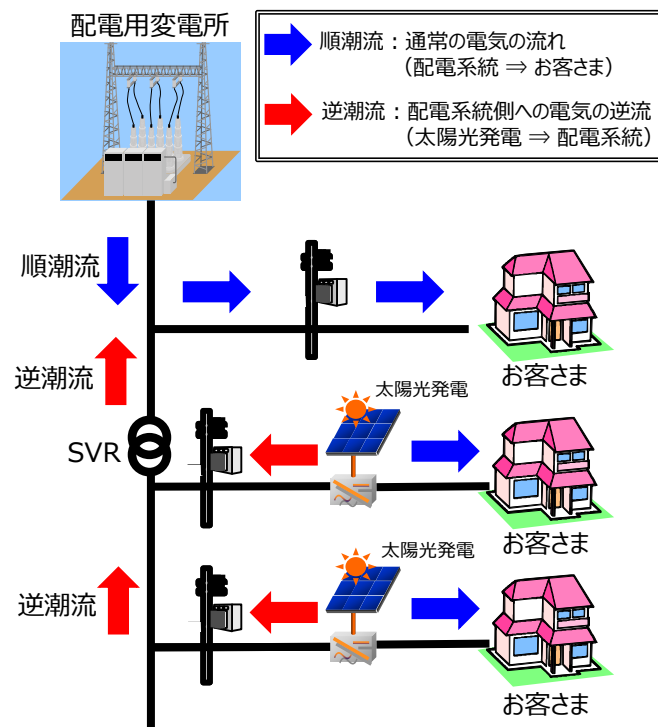 配電用変電所
順潮流：通常の電気の流れ
（配電系統 ⇒ お客さま）
逆潮流：配電系統側への電気の逆流
（太陽光発電 ⇒ 配電系統）
順潮流
逆潮流
お客さま
太陽光発電
SVR
お客さま
太陽光発電
逆潮流
お客さま